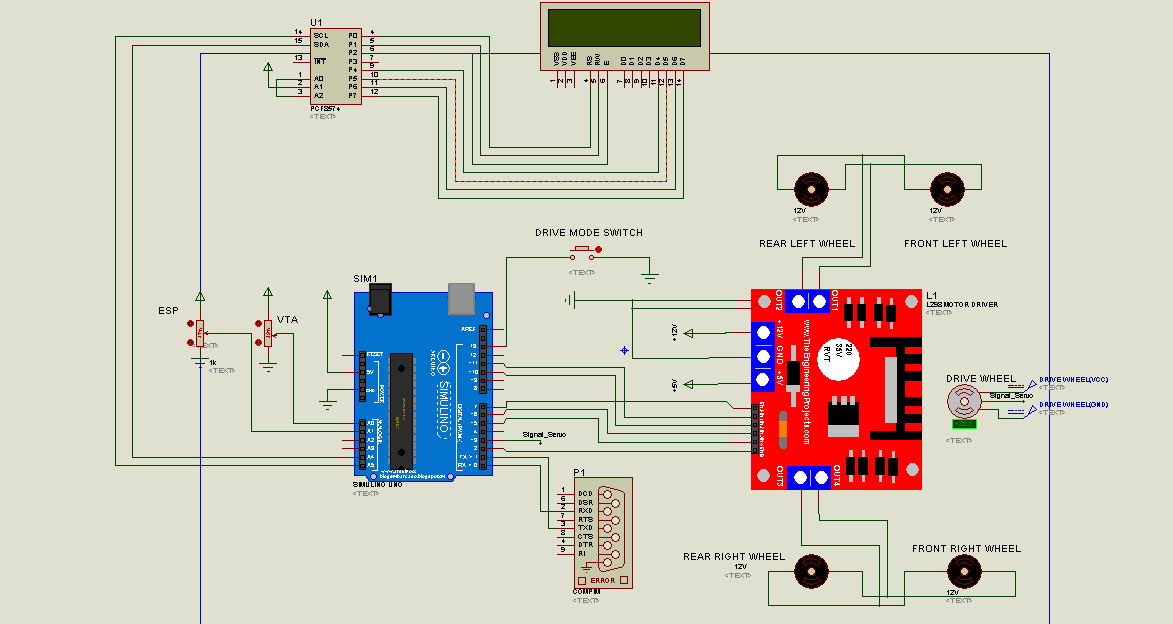 U1
14
15
13
1
2
3
SCL
SDA
INT
A0
A1
A2
P0
P1
P2
P3
P4
P5
P6
P7
4
5
6
7
9
10
11
12
PCF8574
<TEXT>
VSS
VDD
VEE
RS
RW
E
D0
D1
D2
D3
D4
D5
D6
D7
1
2
3
4
5
6
7
8
9
10
11
12
13
14
12V
<TEXT>
12V
<TEXT>
REAR LEFT WHEEL
FRONT LEFT WHEEL
DRIVE MODE SWITCH
<TEXT>
ESP
1k
<TEXT>
VTA
SIM1
AREF
13
12
RESET
5V
GND
POWER
A0
A1
A2
A3
A4
A5
ARDUINO
SIMULINO
SIMULINO UNO
<TEXT>
Signal_Servo
+12V
+5V
OUT2
OUT1
+12V
GND
+5V
www.TheEngineeringProjects.com
220
35V
RVT
OUT3
OUT4
L1
L298 MOTOR DRIVER
<TEXT>
DRIVE WHEEL
<TEXT>
DRIVE WHEEL(VCC)
<TEXT>
Signal_Servo
DRIVE WHEEL(GND)
<TEXT>
P1
1
6
2
7
3
8
4
9
DCD
DSR
RXD
RTS
TXD
CTS
DTR
RI
ERROR
COMPIM
<TEXT>
REAR RIGHT WHEEL
12V
<TEXT>
FRONT RIGHT WHEEL
12V
<TEXT>